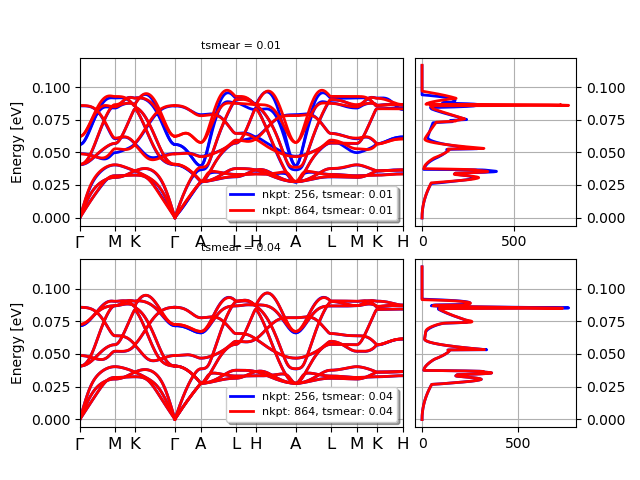 tsmear = 0.01
Energy [eV]
0.100
0.075
0.050
0.025
0.000
nkpt: 256, tsmear: 0.01
nkpt: 864, tsmear: 0.01
Γ M K Γ A L H A L M K H
0 500
0.100
0.075
0.050
0.025
0.000
tsmear = 0.04
Energy [eV]
0.100
0.075
0.050
0.025
0.000
nkpt: 256, tsmear: 0.04
nkpt: 864, tsmear: 0.04
Γ M K Γ A L H A L M K H
0 500
0.100
0.075
0.050
0.025
0.000